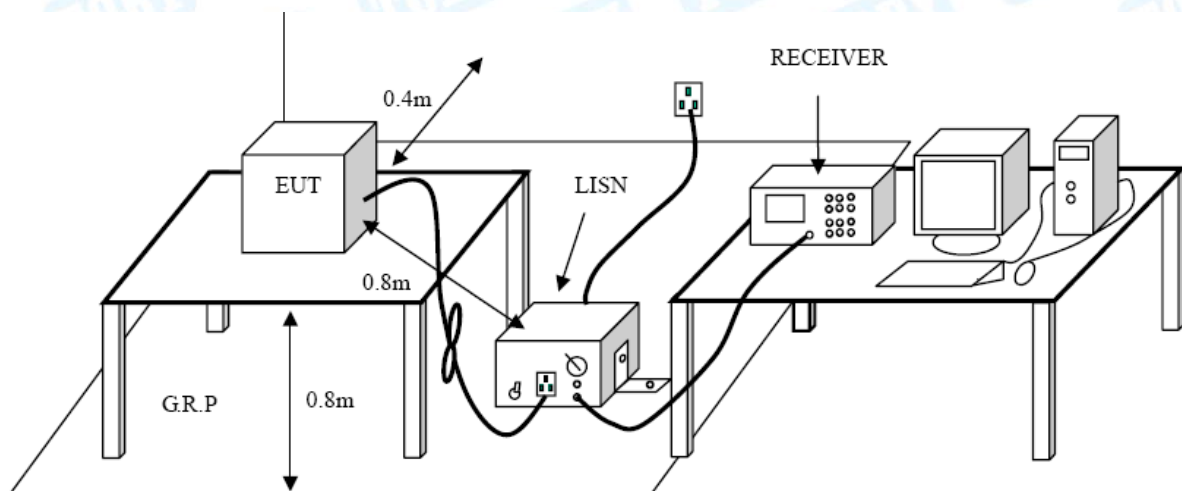 RECEIVER
0.4m
EUT
LISN
0.8m
G.R.P
0.8m